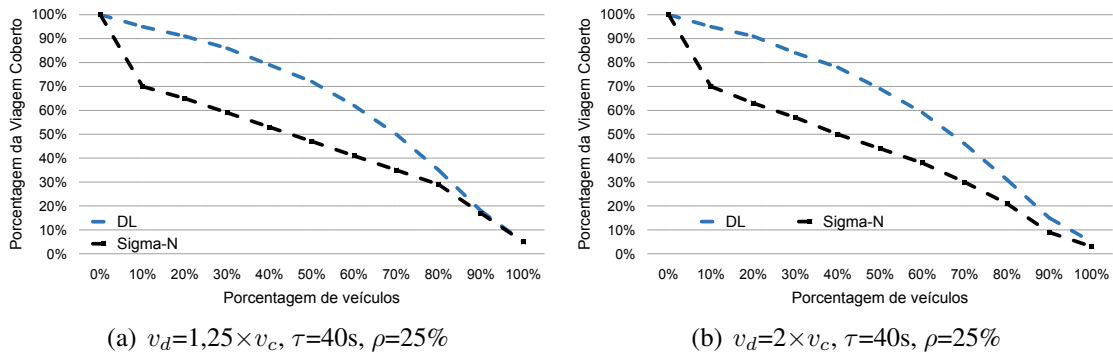 Porcentagem da Viagem Coberto
100%
90%
80%
70%
60%
50%
40%
30%
20%
10%
0%
DL
Sigma-N
0% 10% 20% 30% 40% 50% 60% 70% 80% 90% 100%
Porcentagem de veículos
(a) v_d=1,25×v_c, τ=40s, ρ=25%
Porcentagem da Viagem Coberto
100%
90%
80%
70%
60%
50%
40%
30%
20%
10%
0%
DL Sigma-N
0% 10% 20% 30% 40% 50% 60% 70% 80% 90% 100%
Porcentagem de veículos
(b) v_d=2×v_c, τ=40s, ρ=25%